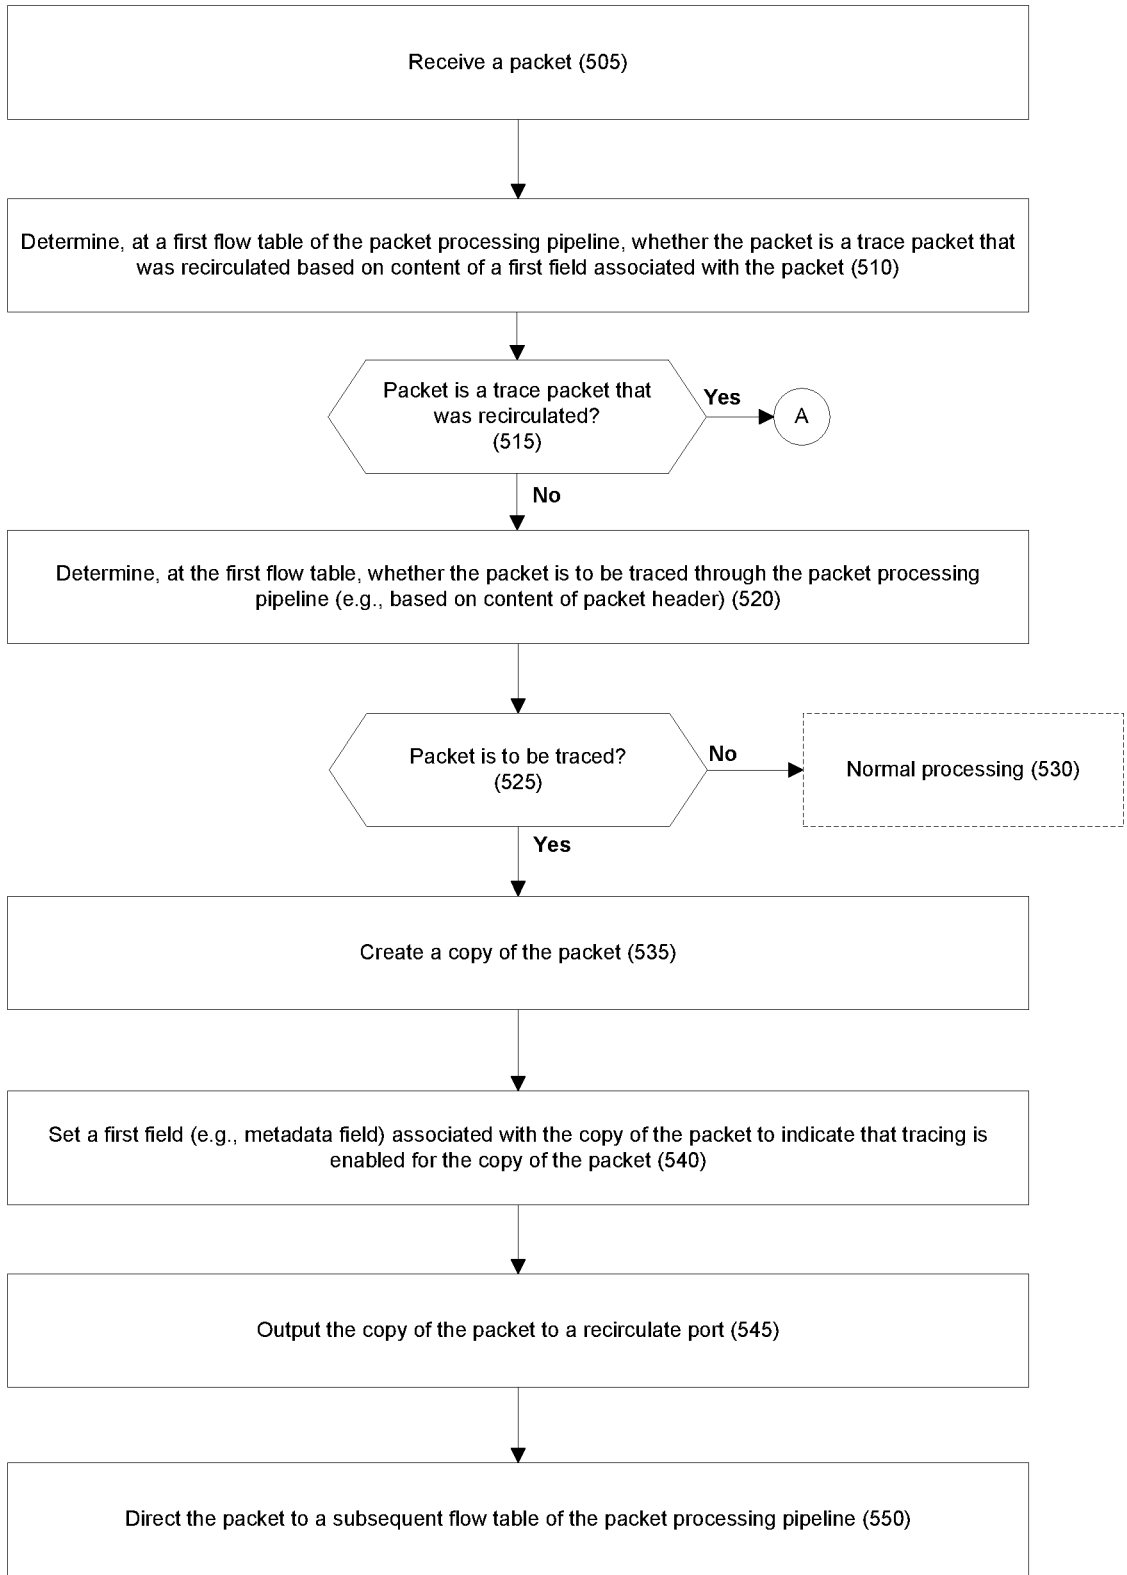 Receive a packet (505)
Determine, at a first flow table of the packet processing pipeline, whether the packet is a trace packet that
was recirculated based on content of a first field associated with the packet (510)
Packet is a trace packet that
was recirculated?
(515)
Yes
A
No
Determine, at the first flow table, whether the packet is to be traced through the packet processing
pipeline (e.g., based on content of packet header) (520)
Packet is to be traced?
(525)
No
Normal processing (530)
Yes
Create a copy of the packet (535)
Set a first field (e.g., metadata field) associated with the copy of the packet to indicate that tracing is
enabled for the copy of the packet (540)
Output the copy of the packet to a recirculate port (545)
Direct the packet to a subsequent flow table of the packet processing pipeline (550)